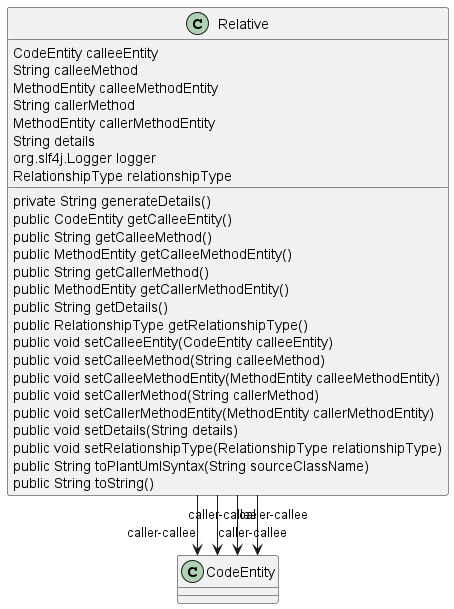 C Relative
CodeEntity calleeEntity
String calleeMethod
MethodEntity calleeMethodEntity
String callerMethod
MethodEntity callerMethodEntity
String details
org.slf4j.Logger logger
RelationshipType relationshipType
private String generateDetails()
public CodeEntity getCalleeEntity()
public String getCalleeMethod()
public MethodEntity getCalleeMethodEntity()
public String getCallerMethod()
public MethodEntity getCallerMethodEntity()
public String getDetails()
public RelationshipType getRelationshipType()
public void setCalleeEntity(CodeEntity calleeEntity)
public void setCalleeMethod(String calleeMethod)
public void setCalleeMethodEntity(MethodEntity calleeMethodEntity)
public void setCallerMethod(String callerMethod)
public void setCallerMethodEntity(MethodEntity callerMethodEntity)
public void setDetails(String details)
public void setRelationshipType(RelationshipType relationshipType)
public String toPlantUmlSyntax(String sourceClassName)
public String toString()
caller-callee caller-callee
caller-callee caller-callee
C CodeEntity